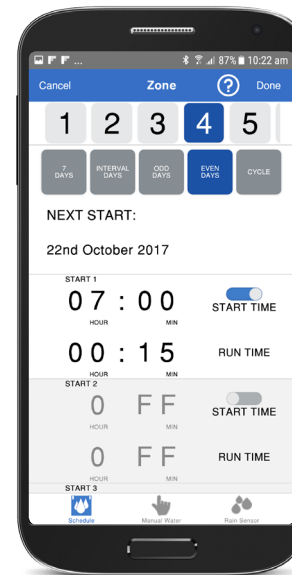 F F ... 87% 10:22 am
Cancel Zone ? Done
1 2 3 4 5
7 DAYS INTERVAL DAYS ODD DAYS EVEN DAYS CYCLE
NEXT START:
22nd October 2017
START 1
07 : 00 START TIME
HOUR MIN
00 : 15 RUN TIME
HOUR MIN
START 2
0 FF START TIME
HOUR MIN
0 FF RUN TIME
HOUR MIN
START 3
Schedule Manual Water Rain Sensor